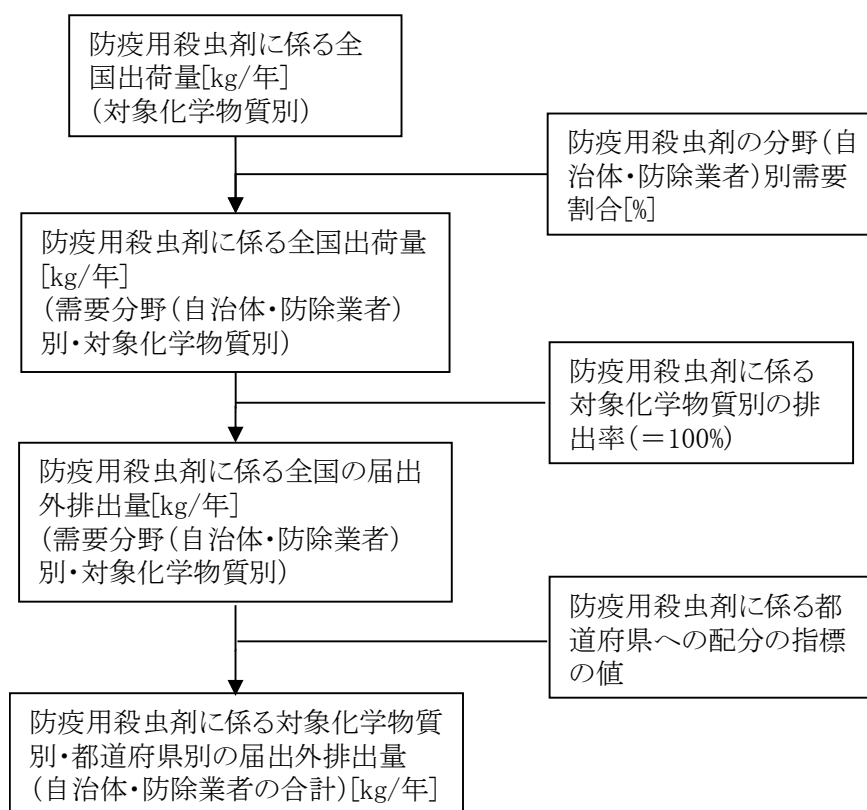 防疫用殺虫剤に係る全
国出荷量[kg/年]
（対象化学物質別）
防疫用殺虫剤の分野（自
治体・防除業者）別需要
割合[%]
防疫用殺虫剤に係る全国出荷量
[kg/年]
（需要分野（自治体・防除業者）
別・対象化学物質別）
防疫用殺虫剤に係る
対象化学物質別の排
出率（＝100%）
防疫用殺虫剤に係る全国の届出
外排出量[kg/年]
（需要分野（自治体・防除業者）
別・対象化学物質別）
防疫用殺虫剤に係る都
道府県への配分の指標
の値
防疫用殺虫剤に係る対象化学物質
別・都道府県別の届出外排出量
（自治体・防除業者の合計）[kg/年]